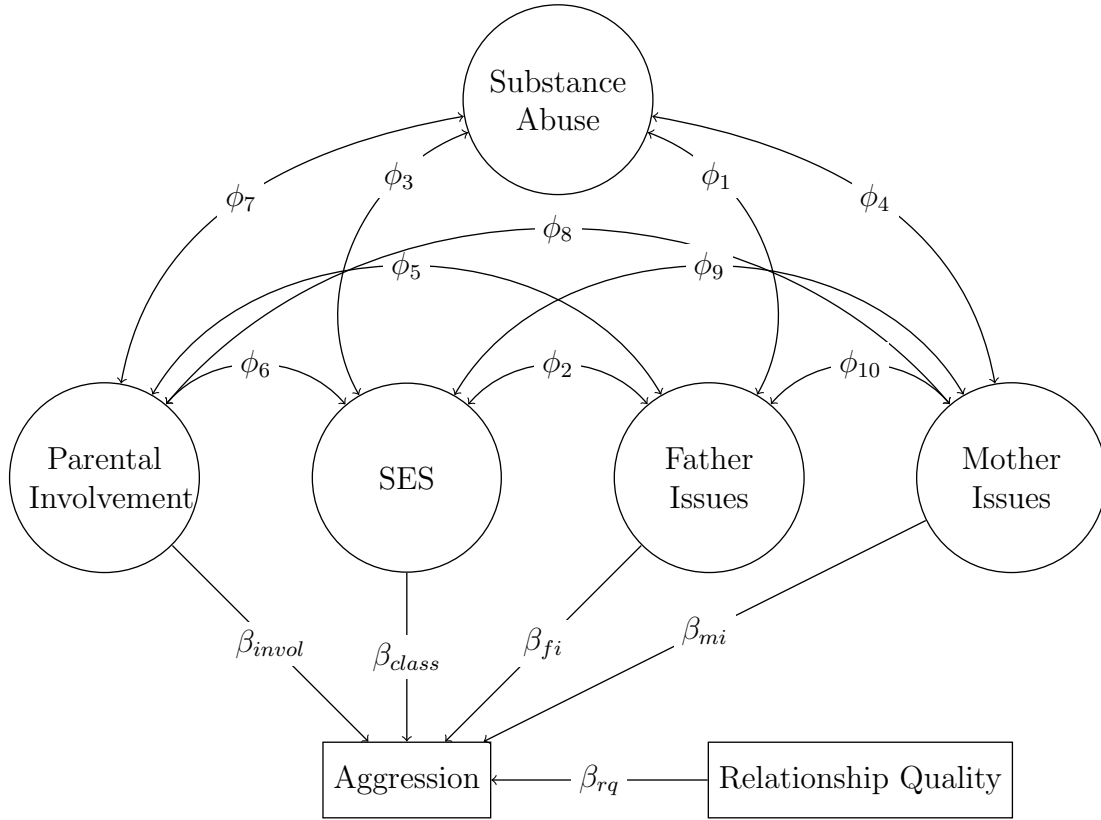 Substance
Abuse
ϕ3
ϕ1
ϕ7
ϕ4
ϕ8
ϕ5
ϕ9
ϕ6
ϕ2
ϕ10
Parental
Involvement
SES
Father
Issues
Mother
Issues
βinvol
βclass
βfi
βmi
Aggression
βrq
Relationship Quality